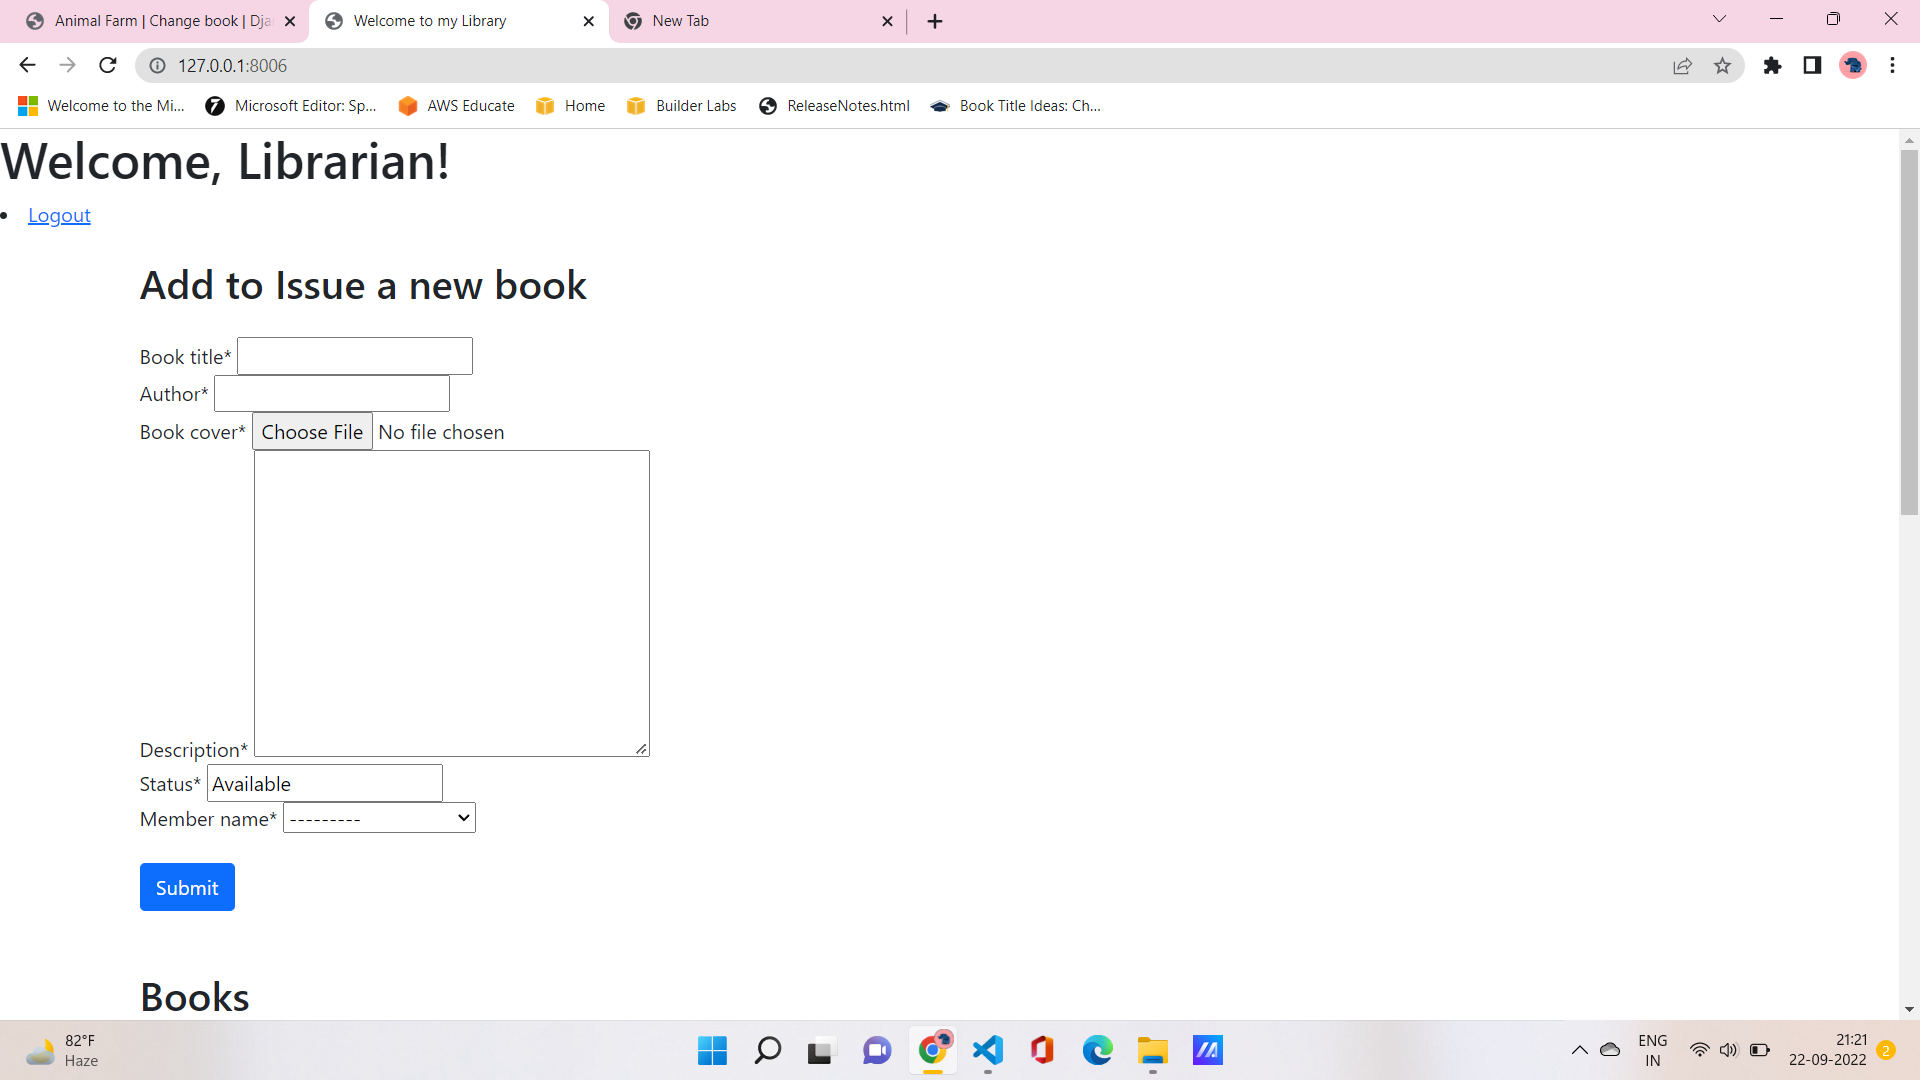 Animal Farm | Change book | Dja
Welcome to my Library
New Tab
127.0.0.1:8006
Welcome to the Mi...
Microsoft Editor: Sp...
AWS Educate
Home
Builder Labs
ReleaseNotes.html
Book Title Ideas: Ch...
Welcome, Librarian!
Logout
Add to Issue a new book
Book title*
Author*
Book cover* Choose File No file chosen
Description*
Status* Available
Member name* ---------
Submit
Books
82°F
Haze
ENG
IN
21:21
22-09-2022
2